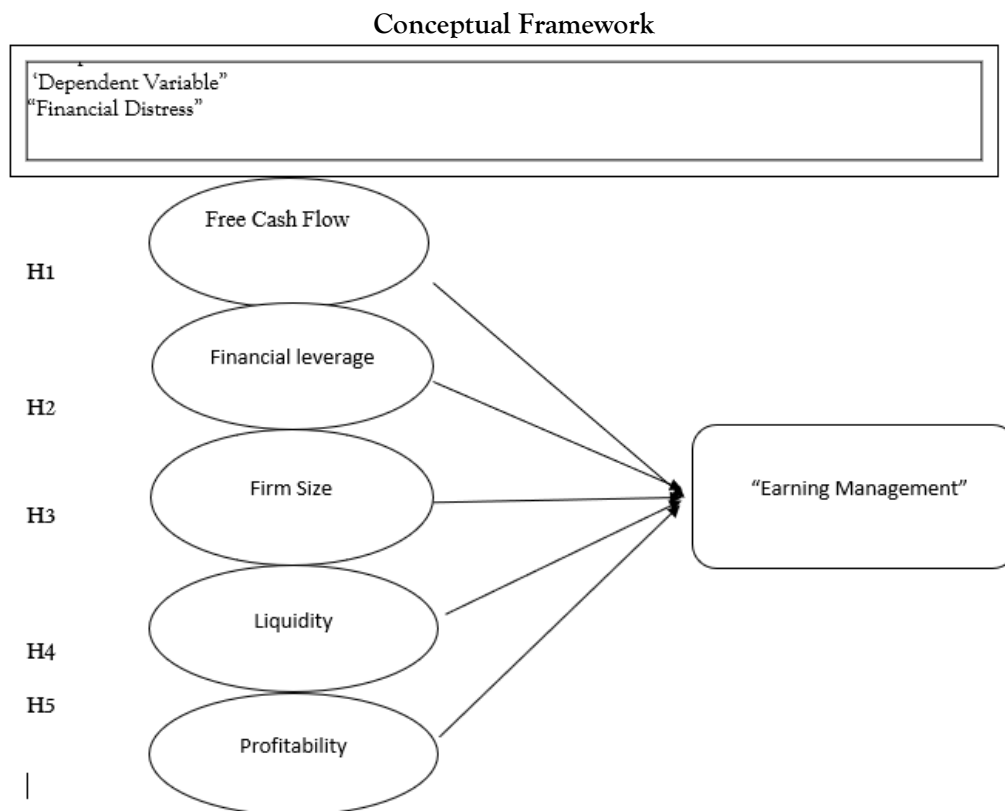 Conceptual Framework
‘Dependent Variable”
“Financial Distress”
Free Cash Flow
H1
Financial leverage
H2
Firm Size
“Earning Management”
H3
Liquidity
H4
H5
Profitability